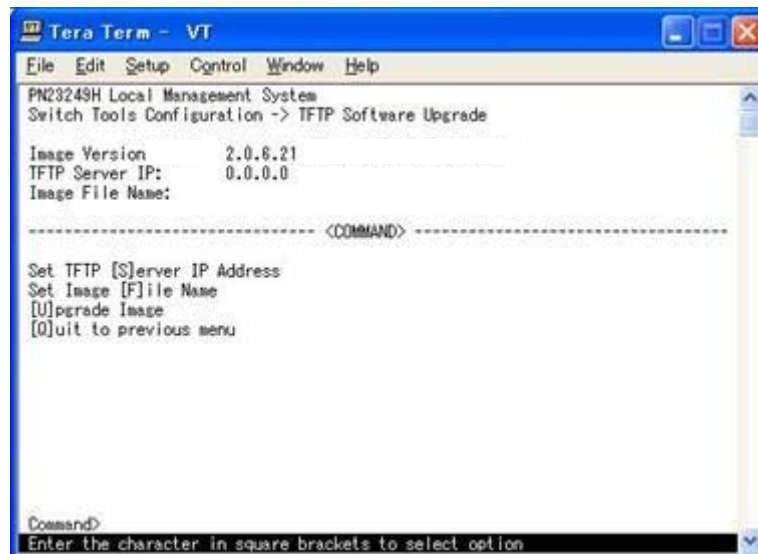 Tera Term - VT
File Edit Setup Control Window Help
PN23249H Local Management System
Switch Tools Configuration -> TFTP Software Upgrade
Image Version 2.0.6.21
TFTP Server IP: 0.0.0.0
Image File Name:
-------------------------------- <COMMAND> -----------------------------------
Set TFTP [S]erver IP Address
Set Image [F]ile Name
[U]pgrade Image
[Q]uit to previous menu
Command>
Enter the character in square brackets to select option